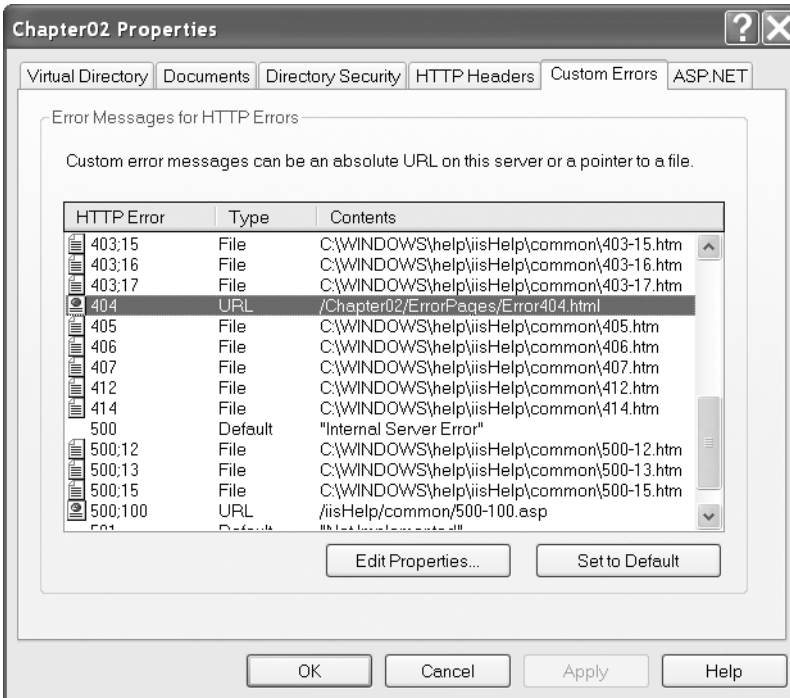 Chapter02 Properties
Virtual Directory Documents Directory Security HTTP Headers Custom Errors ASP.NET
Error Messages for HTTP Errors
Custom error messages can be an absolute URL on this server or a pointer to a file.
HTTP Error Type Contents
403;15 File C:\WINDOWS\help\iisHelp\common\403-15.htm
403;16 File C:\WINDOWS\help\iisHelp\common\403-16.htm
403;17 File C:\WINDOWS\help\iisHelp\common\403-17.htm
404 URL /Chapter02/ErrorPages/Error404.html
405 File C:\WINDOWS\help\iisHelp\common\405.htm
406 File C:\WINDOWS\help\iisHelp\common\406.htm
407 File C:\WINDOWS\help\iisHelp\common\407.htm
412 File C:\WINDOWS\help\iisHelp\common\412.htm
414 File C:\WINDOWS\help\iisHelp\common\414.htm
500 Default "Internal Server Error"
500;12 File C:\WINDOWS\help\iisHelp\common\500-12.htm
500;13 File C:\WINDOWS\help\iisHelp\common\500-13.htm
500;15 File C:\WINDOWS\help\iisHelp\common\500-15.htm
500;100 URL /iisHelp/common/500-100.asp
501 Default "Not Implemented"
Edit Properties... Set to Default
OK Cancel Apply Help